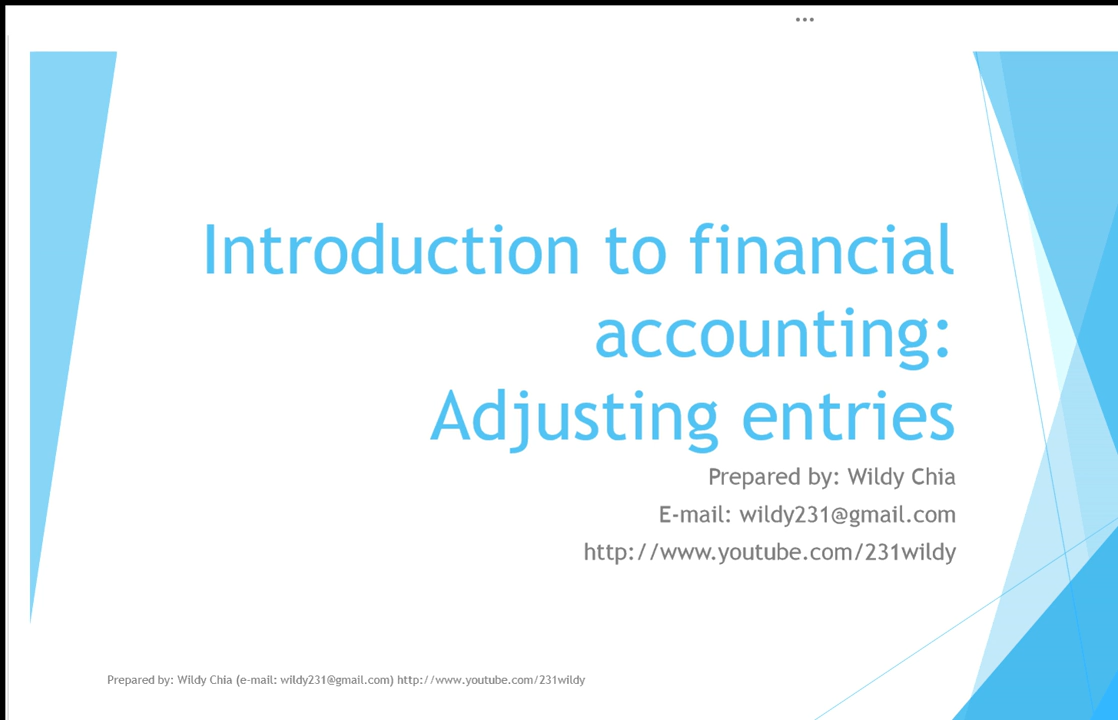 Introduction to financial
accounting:
Adjusting entries
Prepared by: Wildy Chia
E-mail: wildy231@gmail.com
http://www.youtube.com/231wildy
Prepared by: Wildy Chia (e-mail: wildy231@gmail.com) http://www.youtube.com/231wildy